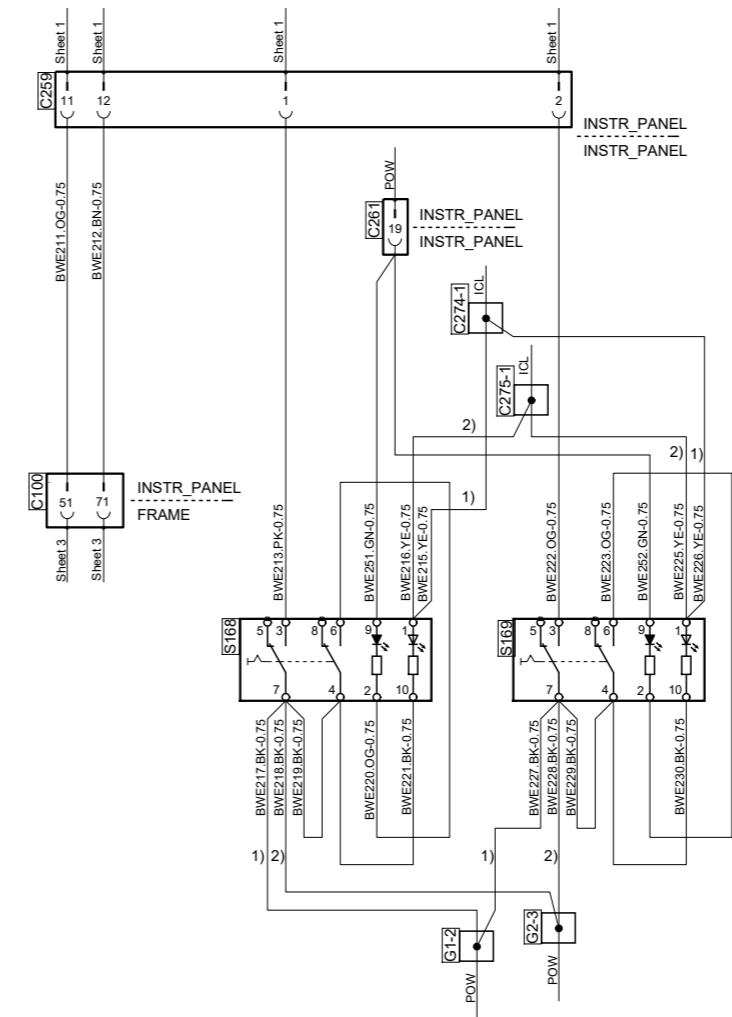 Sheet 1
Sheet 1
Sheet 1
Sheet 1
C259
11
12
1
2
INSTR_PANEL
INSTR_PANEL
BWE211.OG-0.75
BWE212.BN-0.75
POW
C261
19
INSTR_PANEL
INSTR_PANEL
C274-1
ICL
C275-1
ICL
2)
2)
1)
1)
C100
51
71
INSTR_PANEL
FRAME
Sheet 3
Sheet 3
BWE213.PK-0.75
BWE251.GN-0.75
BWE216.YE-0.75
BWE215.YE-0.75
BWE222.OG-0.75
BWE223.OG-0.75
BWE252.GN-0.75
BWE225.YE-0.75
BWE226.YE-0.75
S168
5
3
8
6
9
1
7
4
2
10
S169
5
3
8
6
9
1
7
4
2
10
BWE217.BK-0.75
BWE218.BK-0.75
BWE219.BK-0.75
BWE220.OG-0.75
BWE221.BK-0.75
BWE227.BK-0.75
BWE228.BK-0.75
BWE229.BK-0.75
BWE230.BK-0.75
1)
2)
1)
2)
G1-2
POW
G2-3
POW